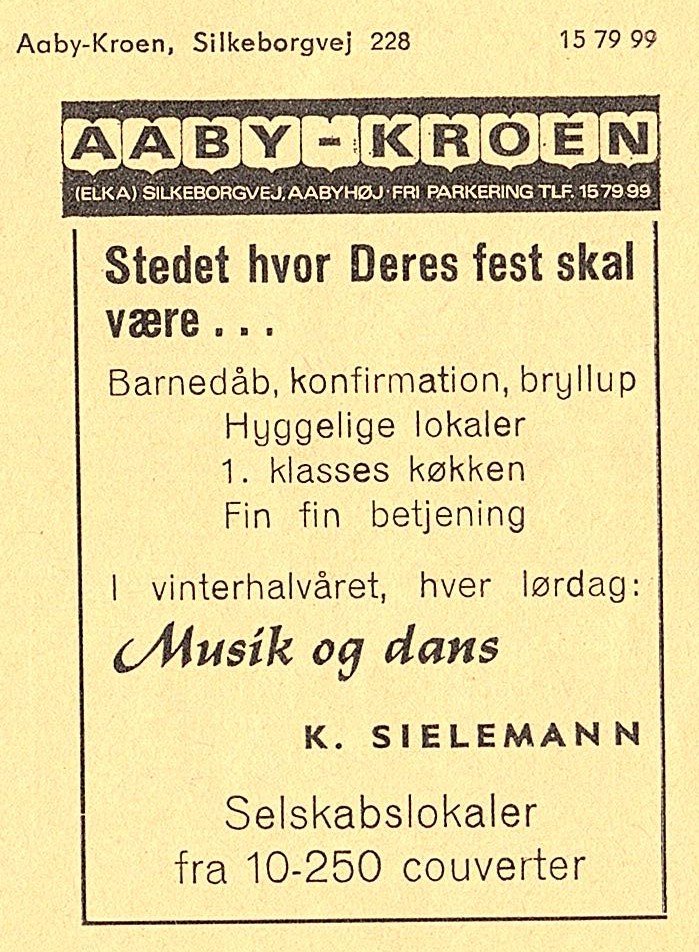 Aaby-Kroen, Silkeborgvej 228 15 79 99
AABY-KROEN
(ELKA) SILKEBORGVEJ, AABYHØJ · FRI PARKERING TLF. 15 79 99
Stedet hvor Deres fest skal
være . . .
Barnedåb, konfirmation, bryllup
Hyggelige lokaler
1. klasses køkken
Fin fin betjening
I vinterhalvåret, hver lørdag:
Musik og dans
K. SIELEMANN
Selskabslokaler
fra 10-250 couverter